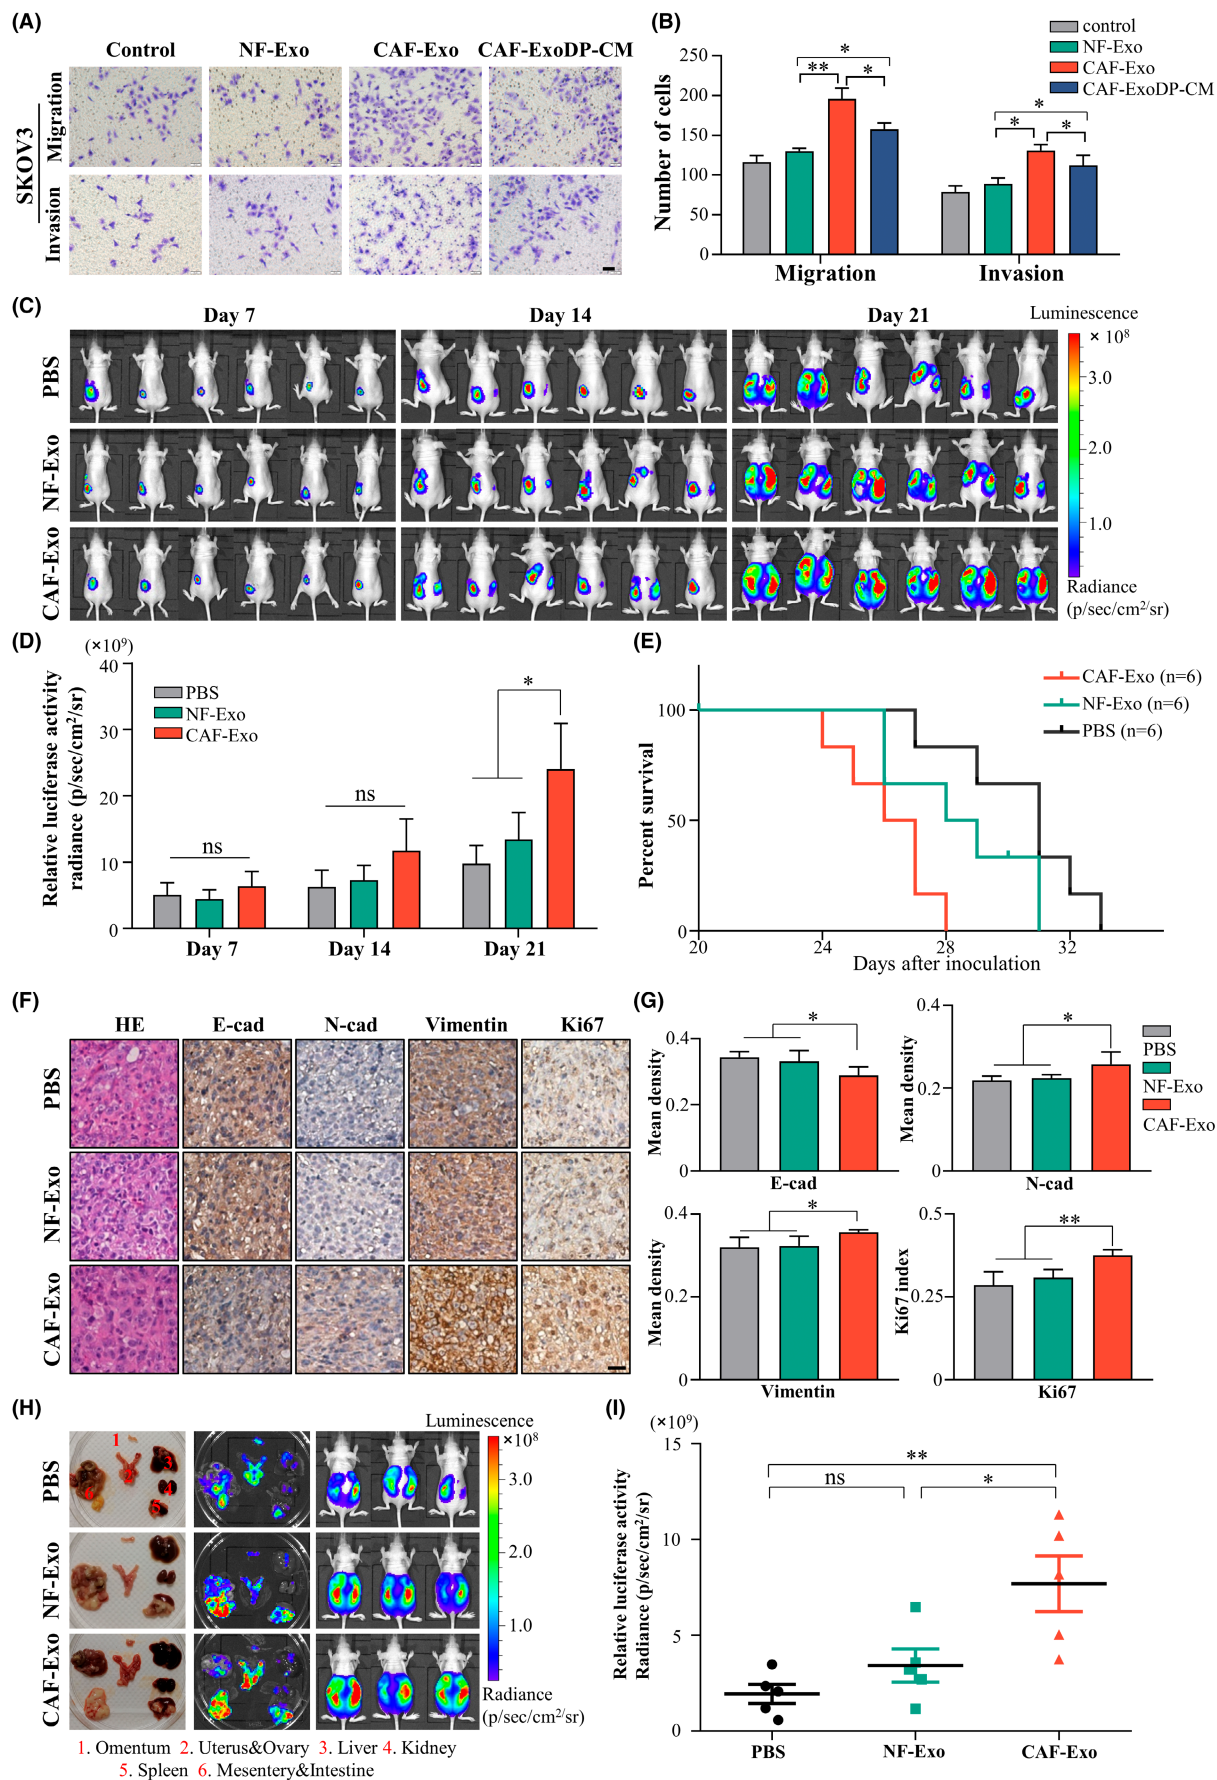 (A)
Control NF-Exo CAF-Exo CAF-ExoDP-CM
SKOV3
Migration
Invasion
(B)
control
NF-Exo
CAF-Exo
CAF-ExoDP-CM
Number of cells
250
200
150
100
50
0
* ** *
* * *
Migration Invasion
(C)
Day 7 Day 14 Day 21
PBS
NF-Exo
CAF-Exo
Luminescence
× 10⁸
3.0
2.0
1.0
Radiance
(p/sec/cm²/sr)
(D)
(×10⁹)
Relative luciferase activity
radiance (p/sec/cm²/sr)
40
30
20
10
0
PBS
NF-Exo
CAF-Exo
ns ns *
Day 7 Day 14 Day 21
(E)
CAF-Exo (n=6)
NF-Exo (n=6)
PBS (n=6)
Percent survival
100
50
0
20 24 28 32
Days after inoculation
(F)
HE E-cad N-cad Vimentin Ki67
PBS
NF-Exo
CAF-Exo
(G)
Mean density
0.4
0.2
0
*
E-cad
Mean density
0.4
0.2
0
*
N-cad
PBS
NF-Exo
CAF-Exo
Mean density
0.4
0.2
0
*
Vimentin
Ki67 index
0.5
0.25
0
**
Ki67
(H)
PBS
NF-Exo
CAF-Exo
1
2
3
4
5
6
Luminescence
×10⁸
3.0
2.0
1.0
Radiance
(p/sec/cm²/sr)
1. Omentum 2. Uterus&Ovary 3. Liver 4. Kidney
5. Spleen 6. Mesentery&Intestine
(I)
(×10⁹)
Relative luciferase activity
Radiance (p/sec/cm²/sr)
15
10
5
0
**
ns *
PBS NF-Exo CAF-Exo